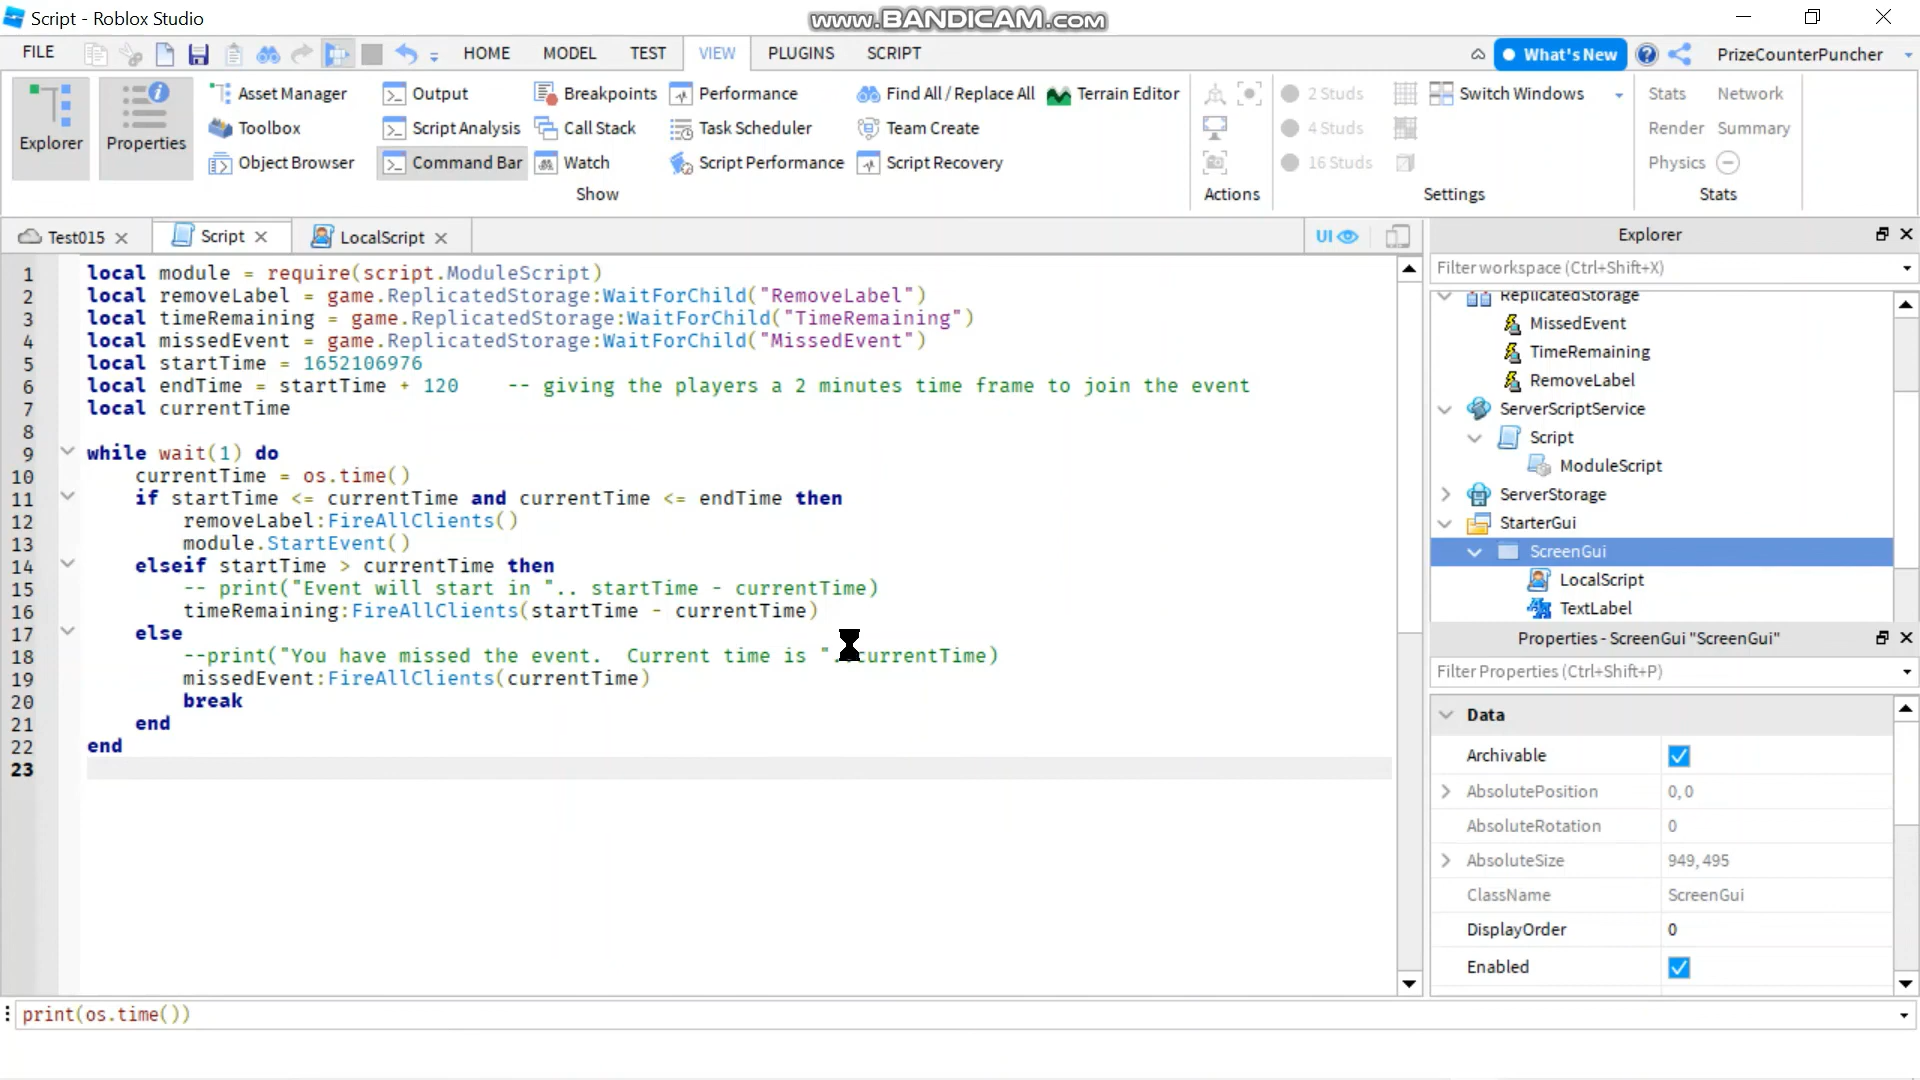 Script - Roblox Studio
www.BANDICAM.com
FILE
HOME
MODEL
TEST
VIEW
PLUGINS
SCRIPT
What's New
PrizeCounterPuncher
Explorer
Properties
Asset Manager
Toolbox
Object Browser
Output
Script Analysis
Command Bar
Breakpoints
Call Stack
Watch
Performance
Task Scheduler
Script Performance
Find All / Replace All
Team Create
Script Recovery
Terrain Editor
Show
Actions
2 Studs
4 Studs
16 Studs
Switch Windows
Settings
Stats
Network
Render
Summary
Physics
Stats
Test015
Script
LocalScript
UI
1 local module = require(script.ModuleScript)
2 local removeLabel = game.ReplicatedStorage:WaitForChild("RemoveLabel")
3 local timeRemaining = game.ReplicatedStorage:WaitForChild("TimeRemaining")
4 local missedEvent = game.ReplicatedStorage:WaitForChild("MissedEvent")
5 local startTime = 1652106976
6 local endTime = startTime + 120    -- giving the players a 2 minutes time frame to join the event
7 local currentTime
8
9 while wait(1) do
10     currentTime = os.time()
11     if startTime <= currentTime and currentTime <= endTime then
12         removeLabel:FireAllClients()
13         module.StartEvent()
14     elseif startTime > currentTime then
15         -- print("Event will start in ".. startTime - currentTime)
16         timeRemaining:FireAllClients(startTime - currentTime)
17     else
18         --print("You have missed the event.  Current time is "..currentTime)
19         missedEvent:FireAllClients(currentTime)
20         break
21     end
22 end
23
print(os.time())
Explorer
Filter workspace (Ctrl+Shift+X)
ReplicatedStorage
MissedEvent
TimeRemaining
RemoveLabel
ServerScriptService
Script
ModuleScript
ServerStorage
StarterGui
ScreenGui
LocalScript
TextLabel
Properties - ScreenGui "ScreenGui"
Filter Properties (Ctrl+Shift+P)
Data
Archivable
AbsolutePosition 0, 0
AbsoluteRotation 0
AbsoluteSize 949, 495
ClassName ScreenGui
DisplayOrder 0
Enabled